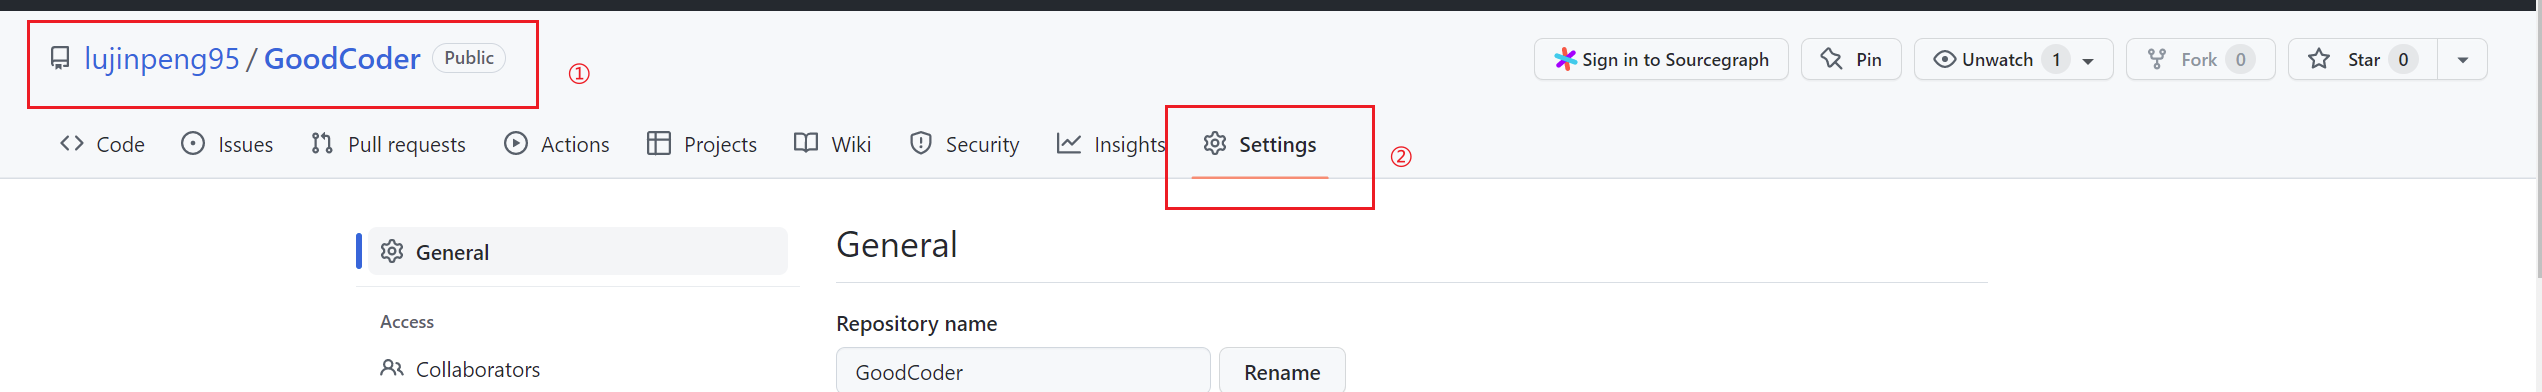 lujinpeng95 / GoodCoder Public ① Sign in to Sourcegraph Pin Unwatch 1 Fork 0 Star 0
Code Issues Pull requests Actions Projects Wiki Security Insights Settings ②
General
General
Access
Repository name
Collaborators
GoodCoder Rename